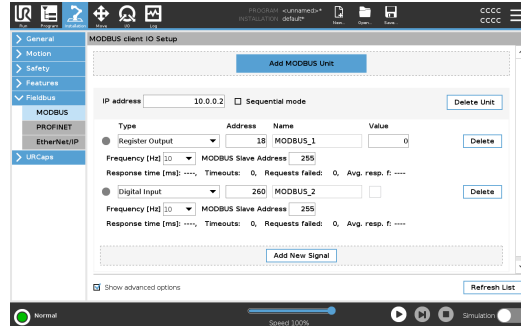 PROGRAM <unnamed>*
INSTALLATION default*
CCCC
CCCC
Run Program Installation Move I/O Log New... Open... Save...
General
Motion
Safety
Features
Fieldbus
MODBUS
PROFINET
EtherNet/IP
URCaps
MODBUS client IO Setup
Add MODBUS Unit
IP address 10.0.0.2 Sequential mode Delete Unit
Type Address Name Value
Register Output 18 MODBUS_1 0 Delete
Frequency [Hz] 10 MODBUS Slave Address 255
Response time [ms]: ----, Timeouts: 0, Requests failed: 0, Avg. resp. f: ----
Digital Input 260 MODBUS_2 Delete
Frequency [Hz] 10 MODBUS Slave Address 255
Response time [ms]: ----, Timeouts: 0, Requests failed: 0, Avg. resp. f: ----
Add New Signal
Show advanced options Refresh List
Normal
Speed 100%
Simulation